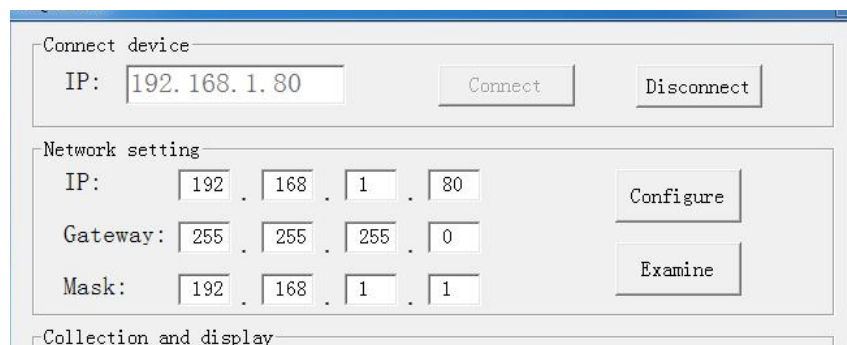 Connect device
IP: 192.168.1.80 Connect Disconnect
Network setting
IP: 192 . 168 . 1 . 80
Configure
Gateway: 255 . 255 . 255 . 0
Examine
Mask: 192 . 168 . 1 . 1
Collection and display